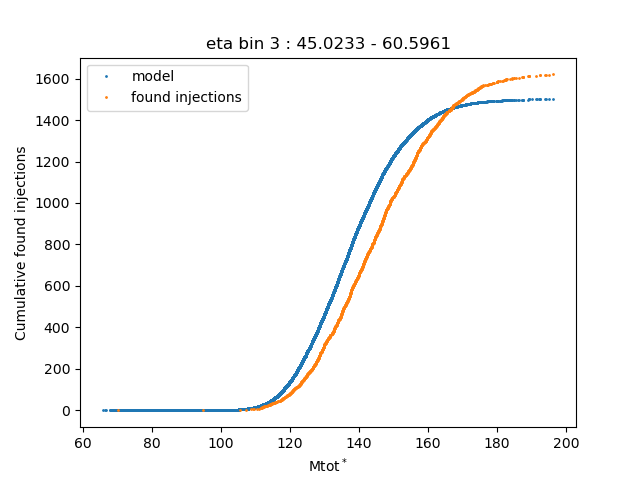 eta bin 3 : 45.0233 - 60.5961
model
found injections
Cumulative found injections
1600
1400
1200
1000
800
600
400
200
0
60 80 100 120 140 160 180 200
Mtot*